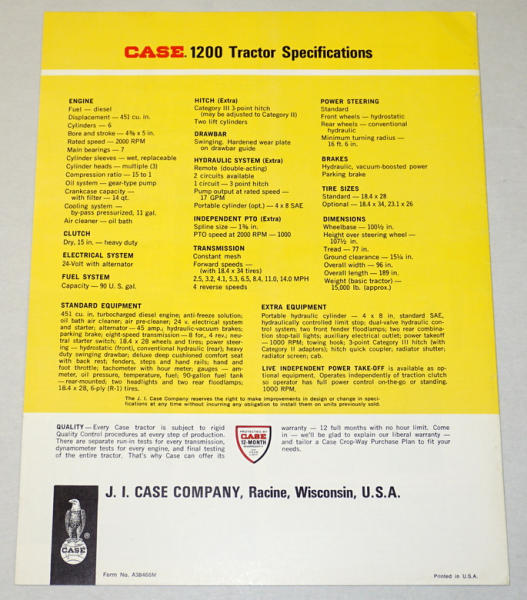 CASE. 1200 Tractor Specifications
ENGINE
Fuel — diesel
Displacement — 451 cu. in.
Cylinders — 6
Bore and stroke — 4⅜ x 5 in.
Rated speed — 2000 RPM
Main bearings — 7
Cylinder sleeves — wet, replaceable
Cylinder heads — multiple (3)
Compression ratio — 15 to 1
Oil system — gear-type pump
Crankcase capacity —
with filter — 14 qt.
Cooling system —
by-pass pressurized, 11 gal.
Air cleaner — oil bath
CLUTCH
Dry, 15 in. — heavy duty
ELECTRICAL SYSTEM
24-Volt with alternator
FUEL SYSTEM
Capacity — 90 U. S. gal.
HITCH (Extra)
Category III 3-point hitch
(may be adjusted to Category II)
Two lift cylinders
DRAWBAR
Swinging, Hardened wear plate
on drawbar guide
HYDRAULIC SYSTEM (Extra)
Remote (double-acting)
2 circuits available
1 circuit — 3 point hitch
Pump output at rated speed —
17 GPM
Portable cylinder (opt.) — 4 x 8 SAE
INDEPENDENT PTO (Extra)
Spline size — 1⅜ in.
PTO speed at 2000 RPM — 1000
TRANSMISSION
Constant mesh
Forward speeds —
(with 18.4 x 34 tires)
2.5, 3.2, 4.1, 5.3, 6.5, 8.4, 11.0, 14.0 MPH
4 reverse speeds
POWER STEERING
Standard
Front wheels — hydrostatic
Rear wheels — conventional
hydraulic
Minimum turning radius —
16 ft. 6 in.
BRAKES
Hydraulic, vacuum-boosted power
Parking brake
TIRE SIZES
Standard — 18.4 x 28
Optional — 18.4 x 34, 23.1 x 26
DIMENSIONS
Wheelbase — 100½ in.
Height over steering wheel —
107½ in.
Tread — 77 in.
Ground clearance — 15¼ in.
Overall width — 96 in.
Overall length — 189 in.
Weight (basic tractor) —
15,000 lb. (approx.)
STANDARD EQUIPMENT
451 cu. in. turbocharged diesel engine; anti-freeze solution;
oil bath air cleaner; air pre-cleaner; 24 v. electrical system
and starter; alternator — 45 amp.; hydraulic-vacuum brakes;
parking brake; eight-speed transmission — 8 for., 4 rev.; neu-
tral starter switch; 18.4 x 28 wheels and tires; power steer-
ing — hydrostatic (front), conventional hydraulic (rear); heavy
duty swinging drawbar; deluxe deep cushioned comfort seat
with back rest; fenders, steps and hand rails; hand and
foot throttle; tachometer with hour meter; gauges — am-
meter, oil pressure, temperature, fuel; 90-gallon fuel tank
— rear-mounted; two headlights and two rear floodlamps;
18.4 x 28, 6-ply (R-1) tires.
EXTRA EQUIPMENT
Portable hydraulic cylinder — 4 x 8 in, standard SAE,
hydraulically controlled limit stop; dual-valve hydraulic con-
trol system; two front fender floodlamps; two rear combina-
tion stop-tail lights; auxiliary electrical outlet; power takeoff
— 1000 RPM; towing hook; 3-point Category III hitch (with
Category II adapters); hitch quick coupler; radiator shutter;
radiator screen; cab.
LIVE INDEPENDENT POWER TAKE-OFF is available as op-
tional equipment. Operates independently of traction clutch
so operator has full power control on-the-go or standing.
1000 RPM.
The J. I. Case Company reserves the right to make improvements in design or change in speci-
fications at any time without incurring any obligation to install them on units previously sold.
QUALITY — Every Case tractor is subject to rigid
Quality Control procedures at every step of production.
There are separate run-in tests for every transmission,
dynamometer tests for every engine, and final testing
of the entire tractor. That's why Case can offer its
PROTECTED BY
CASE
12-MONTH
WARRANTY
warranty — 12 full months with no hour limit. Come
in — we'll be glad to explain our liberal warranty —
and tailor a Case Crop-Way Purchase Plan to fit your
needs.
J. I. CASE COMPANY, Racine, Wisconsin, U.S.A.
CASE
Form No. A38466M
Printed in U.S.A.